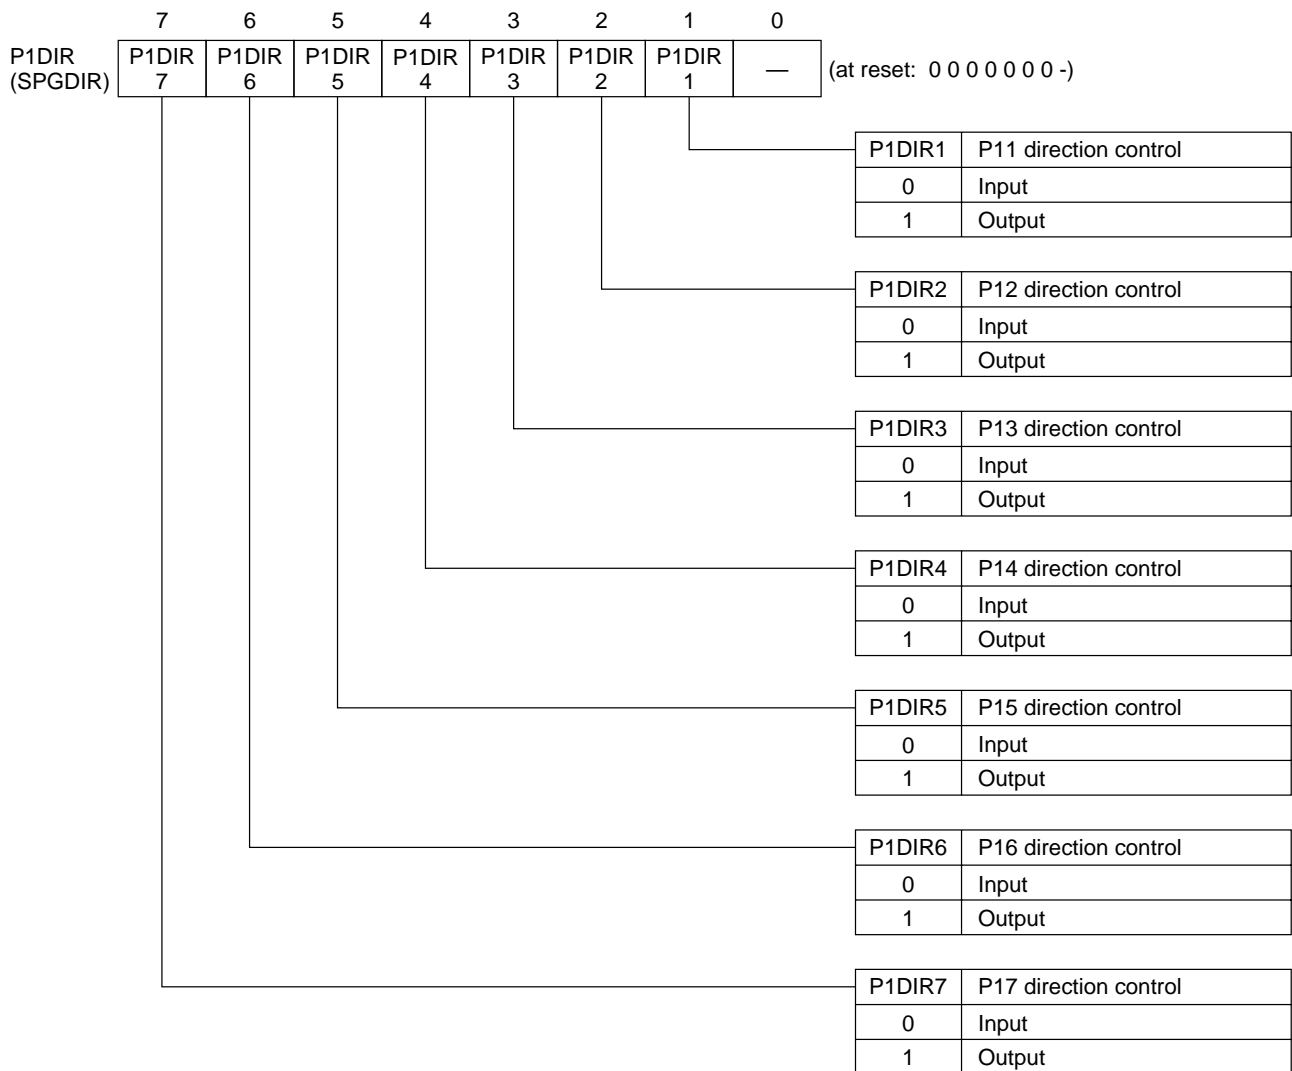 7 6 5 4 3 2 1 0
P1DIR (SPGDIR) P1DIR 7 P1DIR 6 P1DIR 5 P1DIR 4 P1DIR 3 P1DIR 2 P1DIR 1 — (at reset: 0 0 0 0 0 0 0 -)
P1DIR1 P11 direction control
0 Input
1 Output
P1DIR2 P12 direction control
0 Input
1 Output
P1DIR3 P13 direction control
0 Input
1 Output
P1DIR4 P14 direction control
0 Input
1 Output
P1DIR5 P15 direction control
0 Input
1 Output
P1DIR6 P16 direction control
0 Input
1 Output
P1DIR7 P17 direction control
0 Input
1 Output